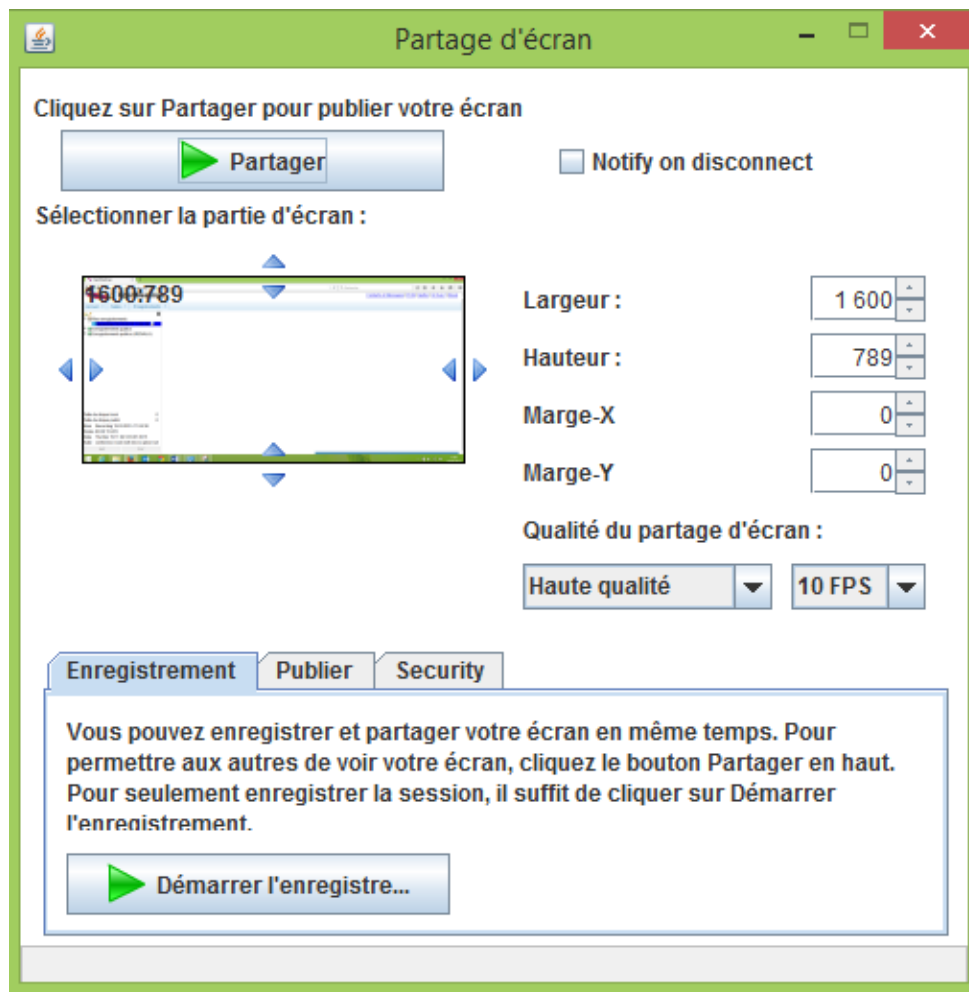 Partage d'écran
Cliquez sur Partager pour publier votre écran
Partager
Notify on disconnect
Sélectionner la partie d'écran :
1600:789
Largeur :
1 600
Hauteur :
789
Marge-X
0
Marge-Y
0
Qualité du partage d'écran :
Haute qualité
10 FPS
Enregistrement
Publier
Security
Vous pouvez enregistrer et partager votre écran en même temps. Pour
permettre aux autres de voir votre écran, cliquez le bouton Partager en haut.
Pour seulement enregistrer la session, il suffit de cliquer sur Démarrer
l'enregistrement.
Démarrer l'enregistre...